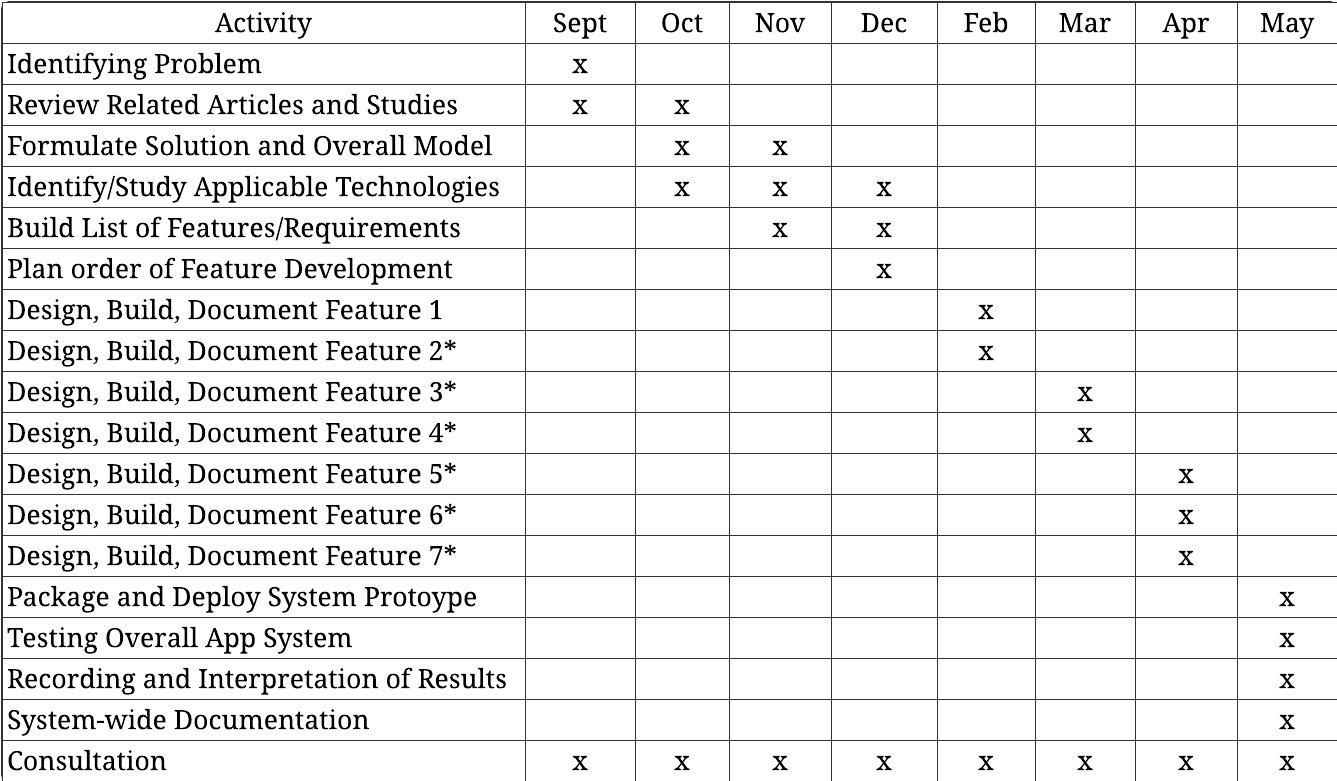 Activity Sept Oct Nov Dec Feb Mar Apr May
Identifying Problem x
Review Related Articles and Studies x x
Formulate Solution and Overall Model x x
Identify/Study Applicable Technologies x x x
Build List of Features/Requirements x x
Plan order of Feature Development x
Design, Build, Document Feature 1 x
Design, Build, Document Feature 2* x
Design, Build, Document Feature 3* x
Design, Build, Document Feature 4* x
Design, Build, Document Feature 5* x
Design, Build, Document Feature 6* x
Design, Build, Document Feature 7* x
Package and Deploy System Protoype x
Testing Overall App System x
Recording and Interpretation of Results x
System-wide Documentation x
Consultation x x x x x x x x